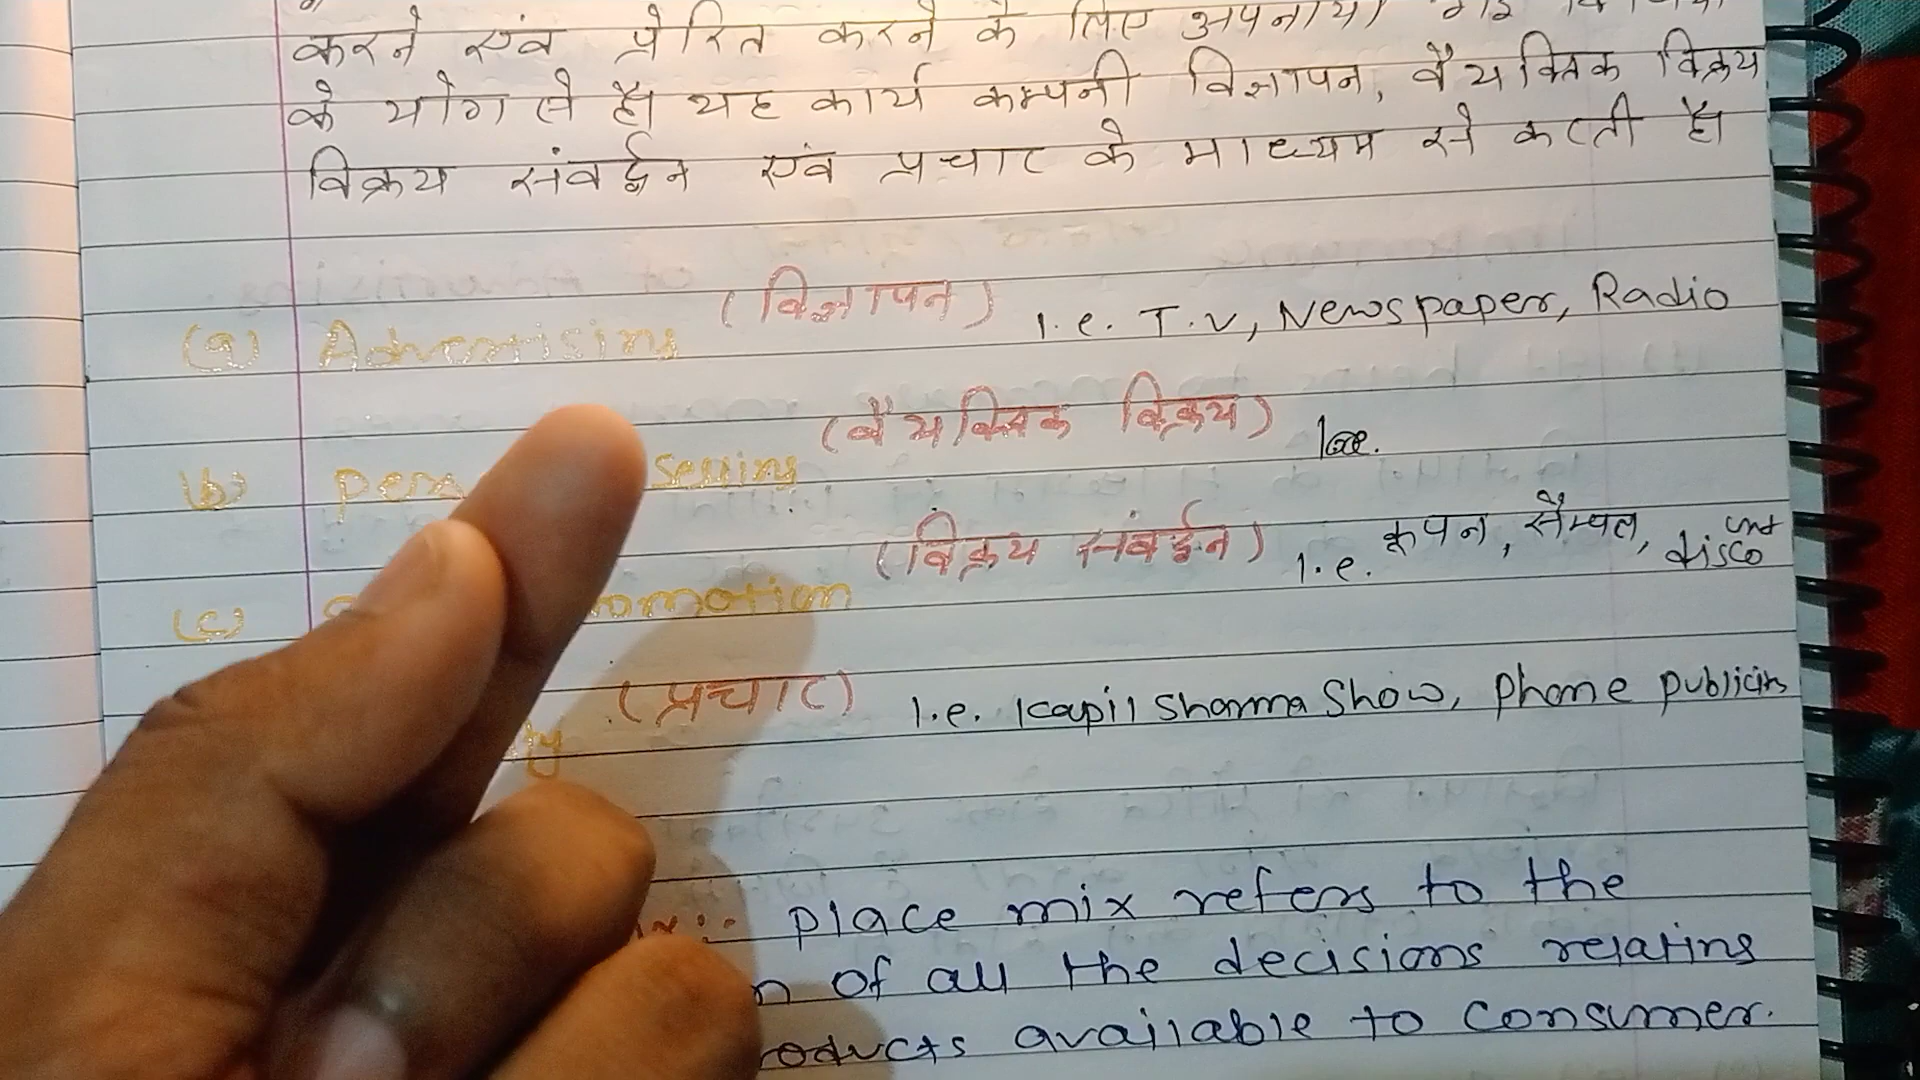 करने एवं प्रेरित करने के लिए अपनायी गई
के योग से है। यह कार्य कम्पनी विज्ञापन, वैयक्तिक विक्रय
विक्रय संवर्द्धन एवं प्रचार के माध्यम से करती है।
(a) Advertising (विज्ञापन) i.e. T.V, Newspaper, Radio
(b) selling (वैयक्तिक विक्रय)
(c) (विक्रय संवर्द्धन) i.e. कूपन, सैम्पल, discount
(प्रचार) i.e. Kapil Sharma Show, Phone publicity
place mix refers to the
of all the decisions relating
available to consumer.